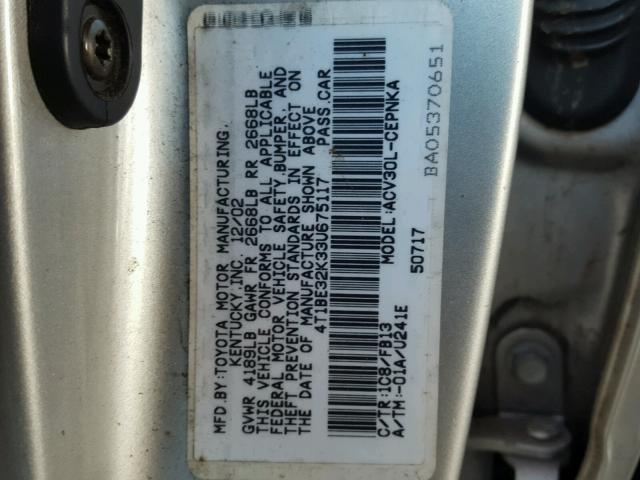 MFD.BY:TOYOTA MOTOR MANUFACTURING.
KENTUCKY.INC. 12/02
GVWR 4189LB GAWR FR 2668LB RR 2668LB
THIS VEHICLE CONFORMS TO ALL APPLICABLE
FEDERAL MOTOR VEHICLE SAFETY,BUMPER, AND
THEFT PREVENTION STANDARDS IN EFFECT ON
THE DATE OF MANUFACTURE SHOWN ABOVE
4T1BE32K33U675117 PASS.CAR
MODEL:ACV30L-CEPNKA
50717
C/TR:1C8/FB13
A/TM:-01A/U241E
BA05370651